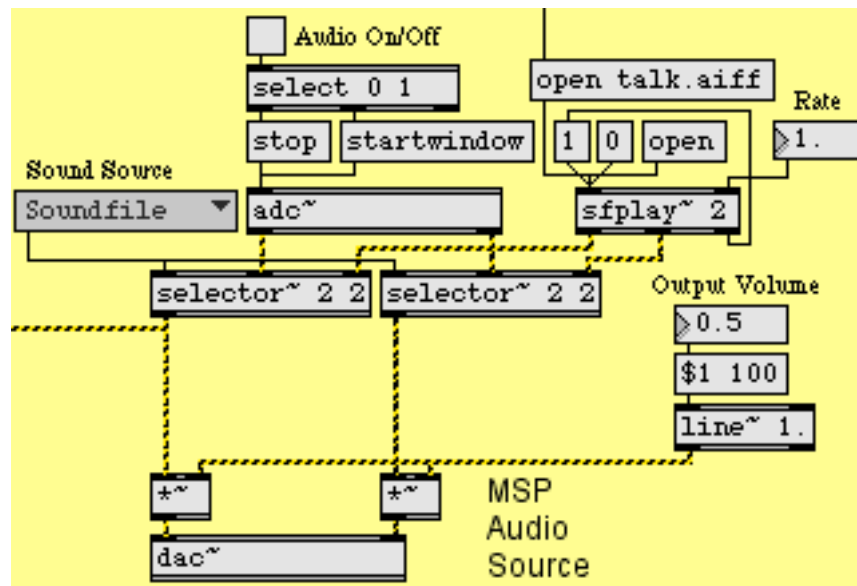 Audio On/Off
select 0 1
open talk.aiff
Rate
stop
startwindow
1
0
open
1.
Sound Source
Soundfile
adc~
sfplay~ 2
selector~ 2 2
selector~ 2 2
Output Volume
0.5
$1 100
line~ 1.
*~
*~
MSP
Audio
Source
dac~